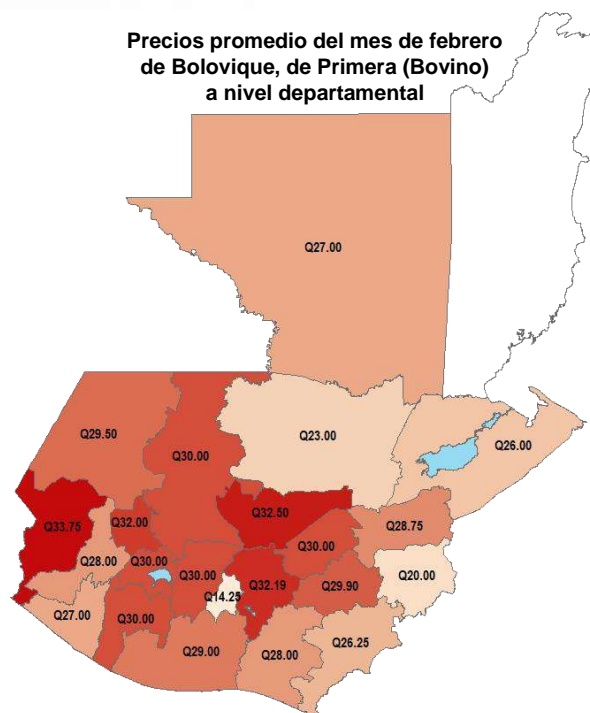 Precios promedio del mes de febrero
de Bolovique, de Primera (Bovino)
a nivel departamental
Q27.00
Q29.50
Q30.00
Q23.00
Q26.00
Q33.75
Q32.00
Q32.50
Q28.75
Q28.00
Q30.00
Q30.00
Q30.00
Q32.19
Q29.90
Q20.00
Q14.25
Q27.00
Q30.00
Q29.00
Q28.00
Q26.25